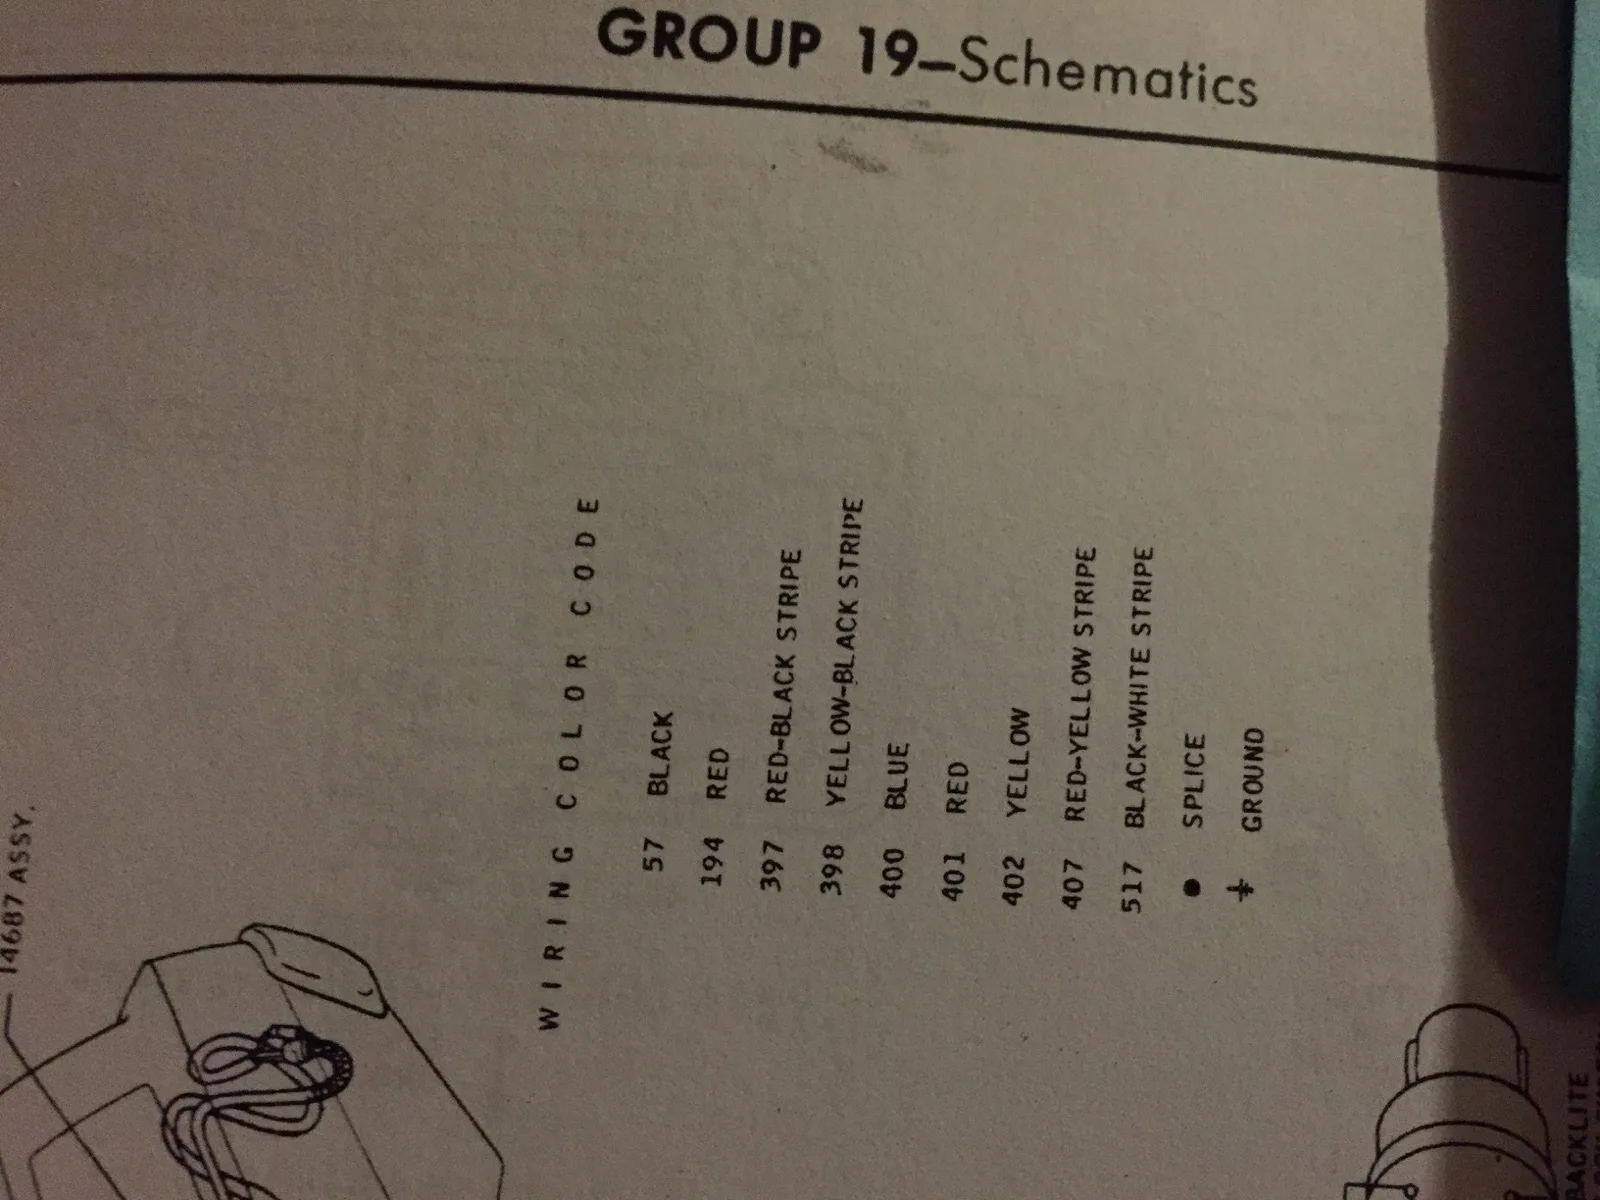 GROUP 19—Schematics
WIRING COLOR CODE
57 BLACK
194 RED
397 RED-BLACK STRIPE
398 YELLOW-BLACK STRIPE
400 BLUE
401 RED
402 YELLOW
407 RED-YELLOW STRIPE
517 BLACK-WHITE STRIPE
● SPLICE
⏚ GROUND
14687 ASSY.